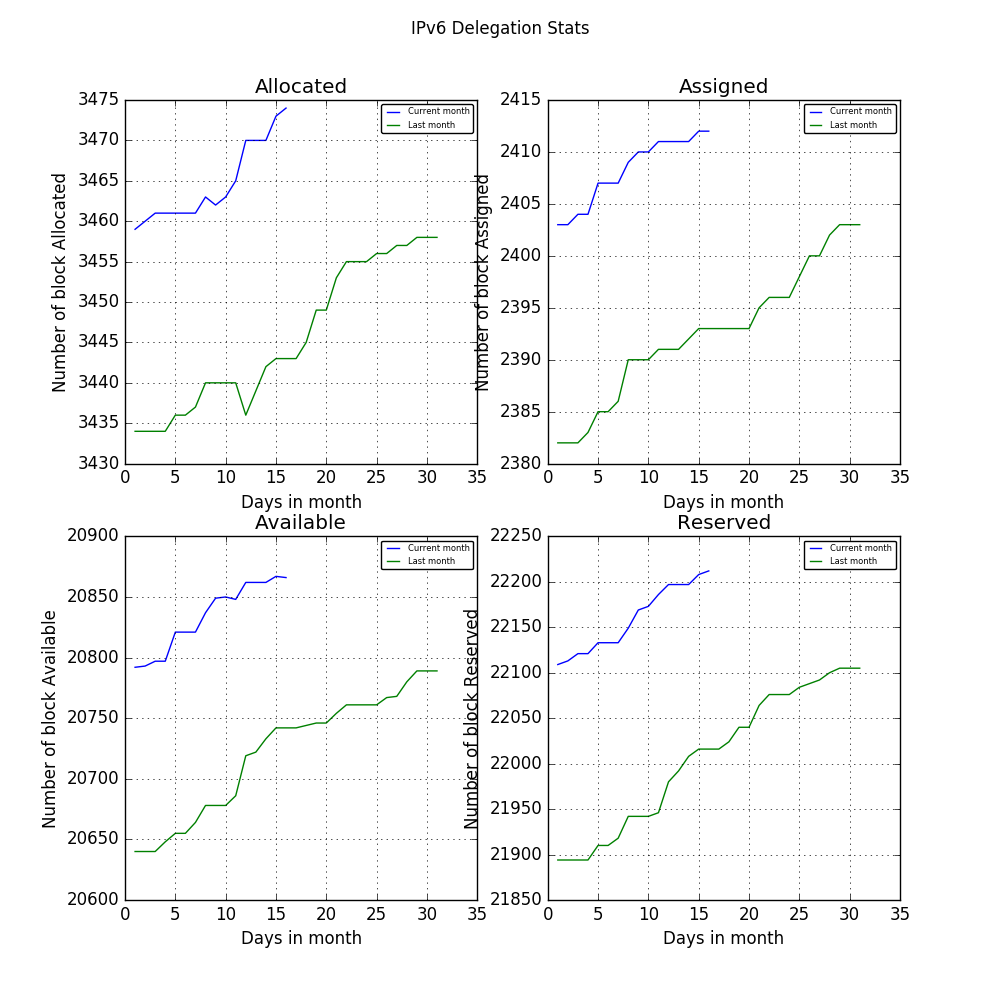 IPv6 Delegation Stats
Allocated
Number of block Allocated
3475
3470
3465
3460
3455
3450
3445
3440
3435
3430
Current month
Last month
0 5 10 15 20 25 30 35
Days in month
Assigned
Number of block Assigned
2415
2410
2405
2400
2395
2390
2385
2380
Current month
Last month
0 5 10 15 20 25 30 35
Days in month
Available
Number of block Available
20900
20850
20800
20750
20700
20650
20600
Current month
Last month
0 5 10 15 20 25 30 35
Days in month
Reserved
Number of block Reserved
22250
22200
22150
22100
22050
22000
21950
21900
21850
Current month
Last month
0 5 10 15 20 25 30 35
Days in month